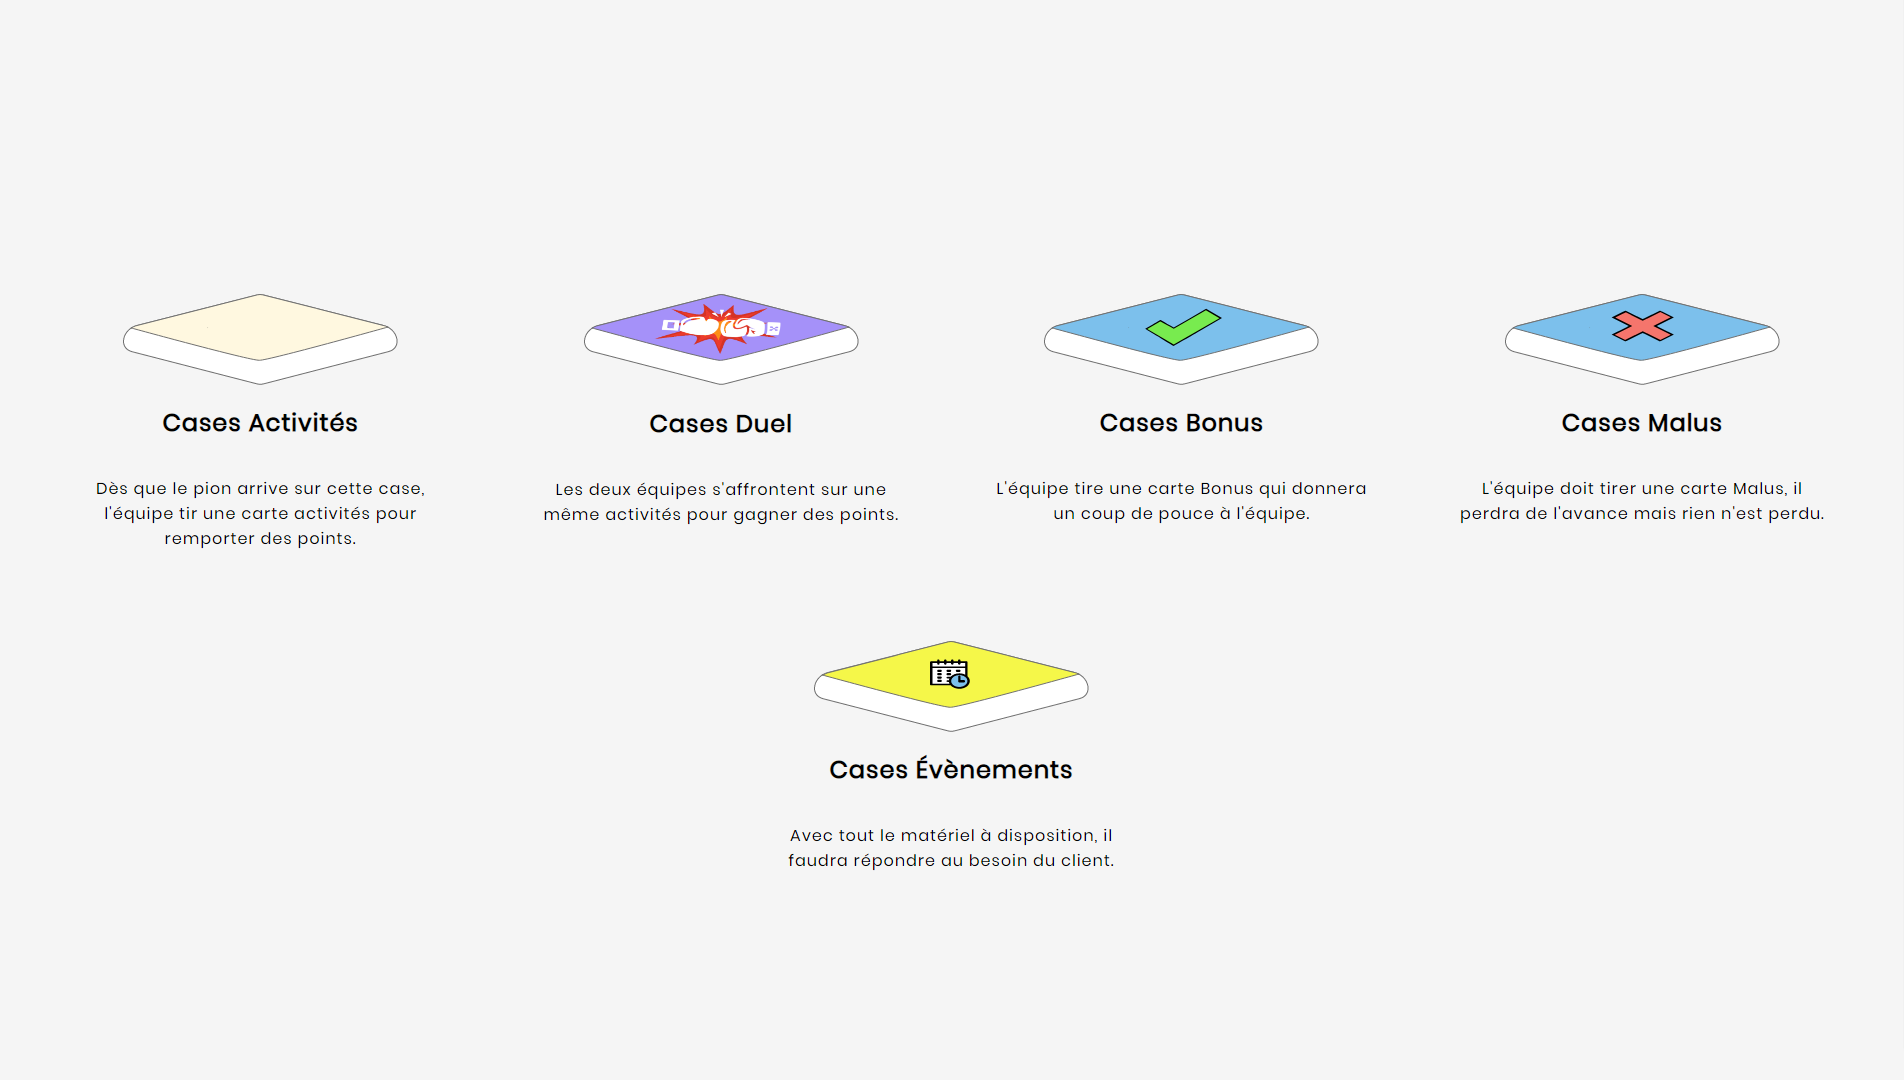 Cases Activités
Dès que le pion arrive sur cette case,
l'équipe tir une carte activités pour
remporter des points.
Cases Duel
Les deux équipes s'affrontent sur une
même activités pour gagner des points.
Cases Bonus
L'équipe tire une carte Bonus qui donnera
un coup de pouce à l'équipe.
Cases Malus
L'équipe doit tirer une carte Malus, il
perdra de l'avance mais rien n'est perdu.
Cases Évènements
Avec tout le matériel à disposition, il
faudra répondre au besoin du client.